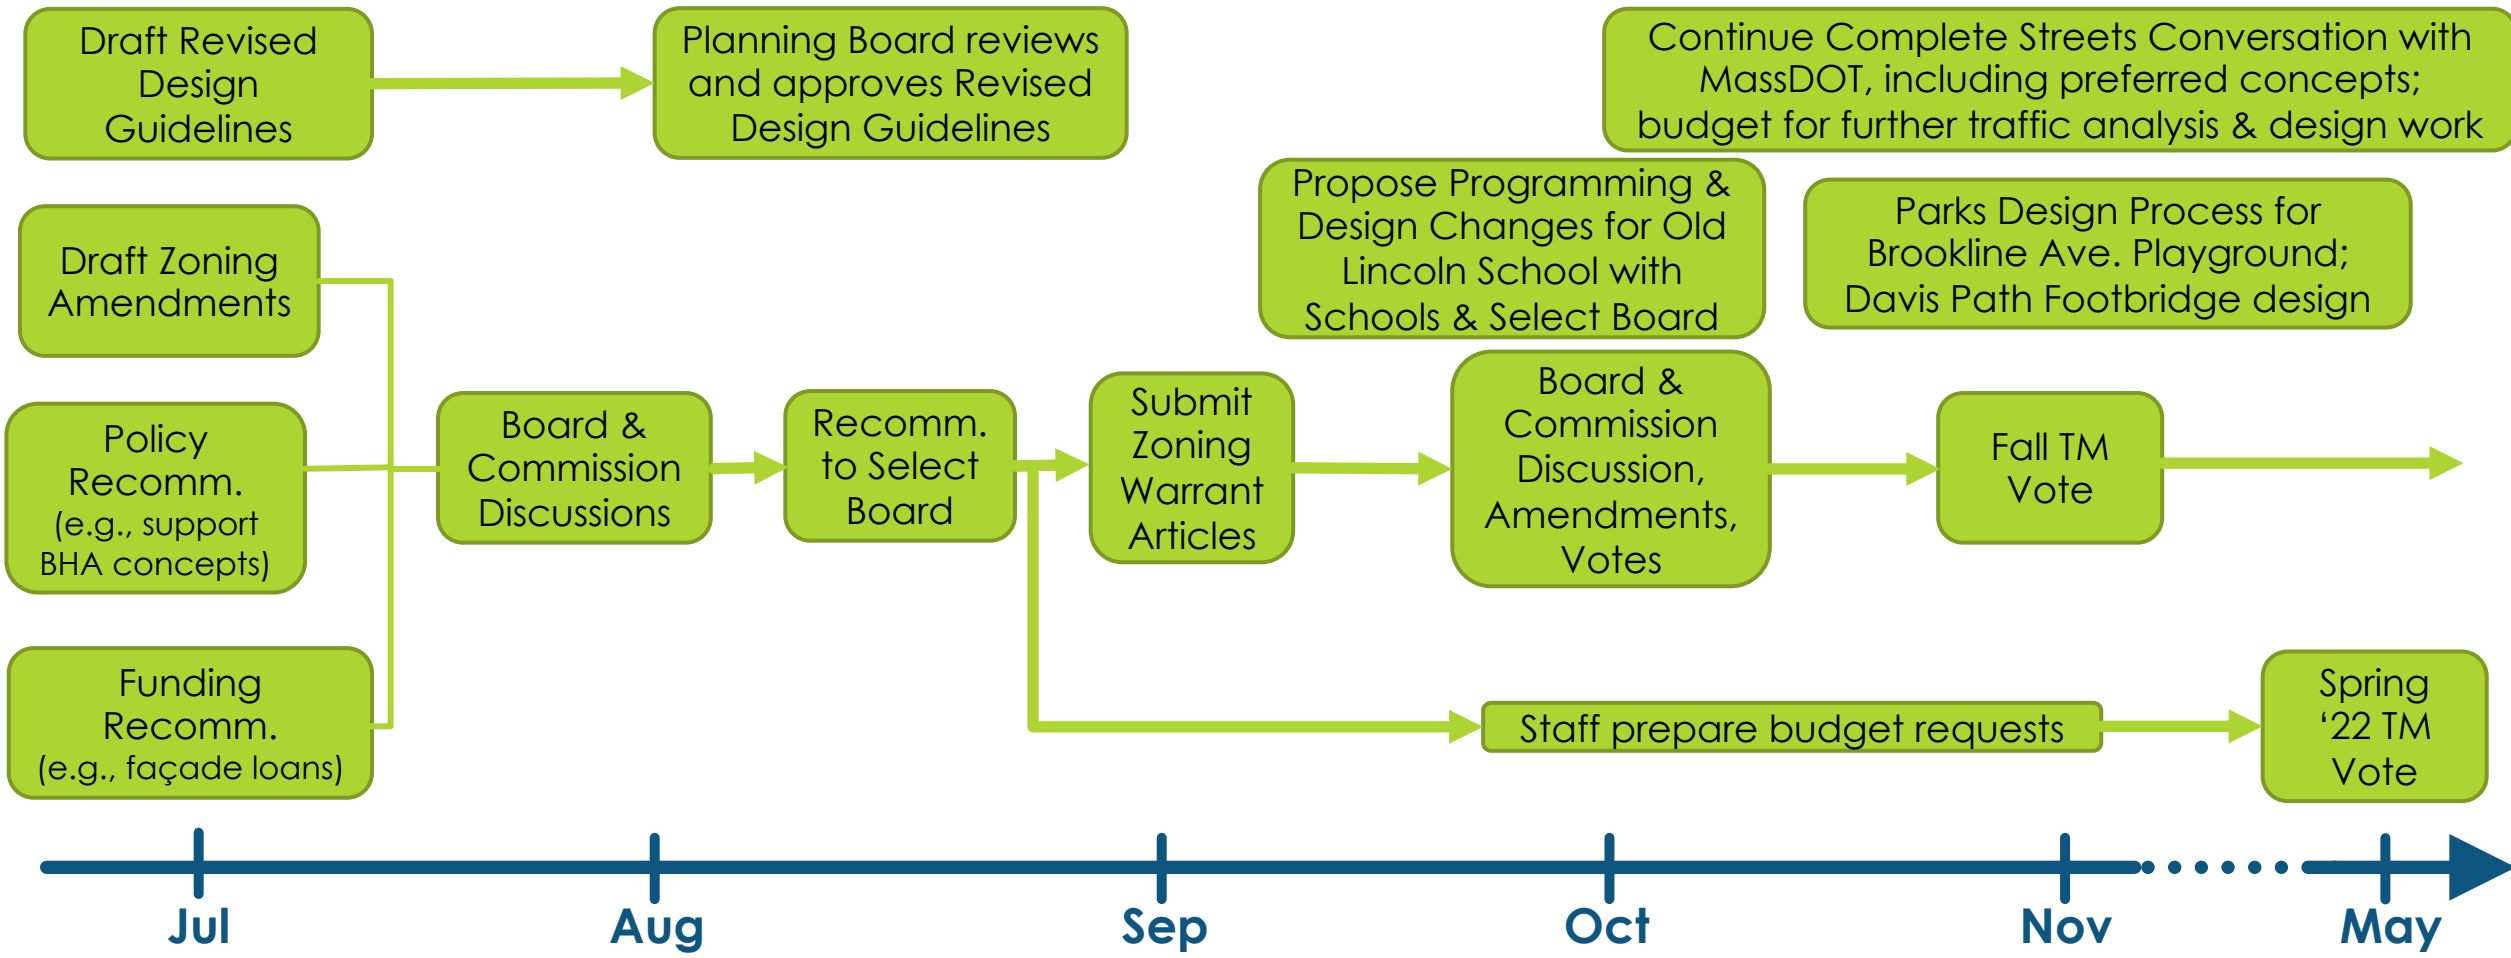 Draft Revised
Design
Guidelines
Planning Board reviews
and approves Revised
Design Guidelines
Continue Complete Streets Conversation with
MassDOT, including preferred concepts;
budget for further traffic analysis & design work
Draft Zoning
Amendments
Propose Programming &
Design Changes for Old
Lincoln School with
Schools & Select Board
Parks Design Process for
Brookline Ave. Playground;
Davis Path Footbridge design
Policy
Recomm.
(e.g., support
BHA concepts)
Board &
Commission
Discussions
Recomm.
to Select
Board
Submit
Zoning
Warrant
Articles
Board &
Commission
Discussion,
Amendments,
Votes
Fall TM
Vote
Funding
Recomm.
(e.g., façade loans)
Staff prepare budget requests
Spring
‘22 TM
Vote
Jul
Aug
Sep
Oct
Nov
May